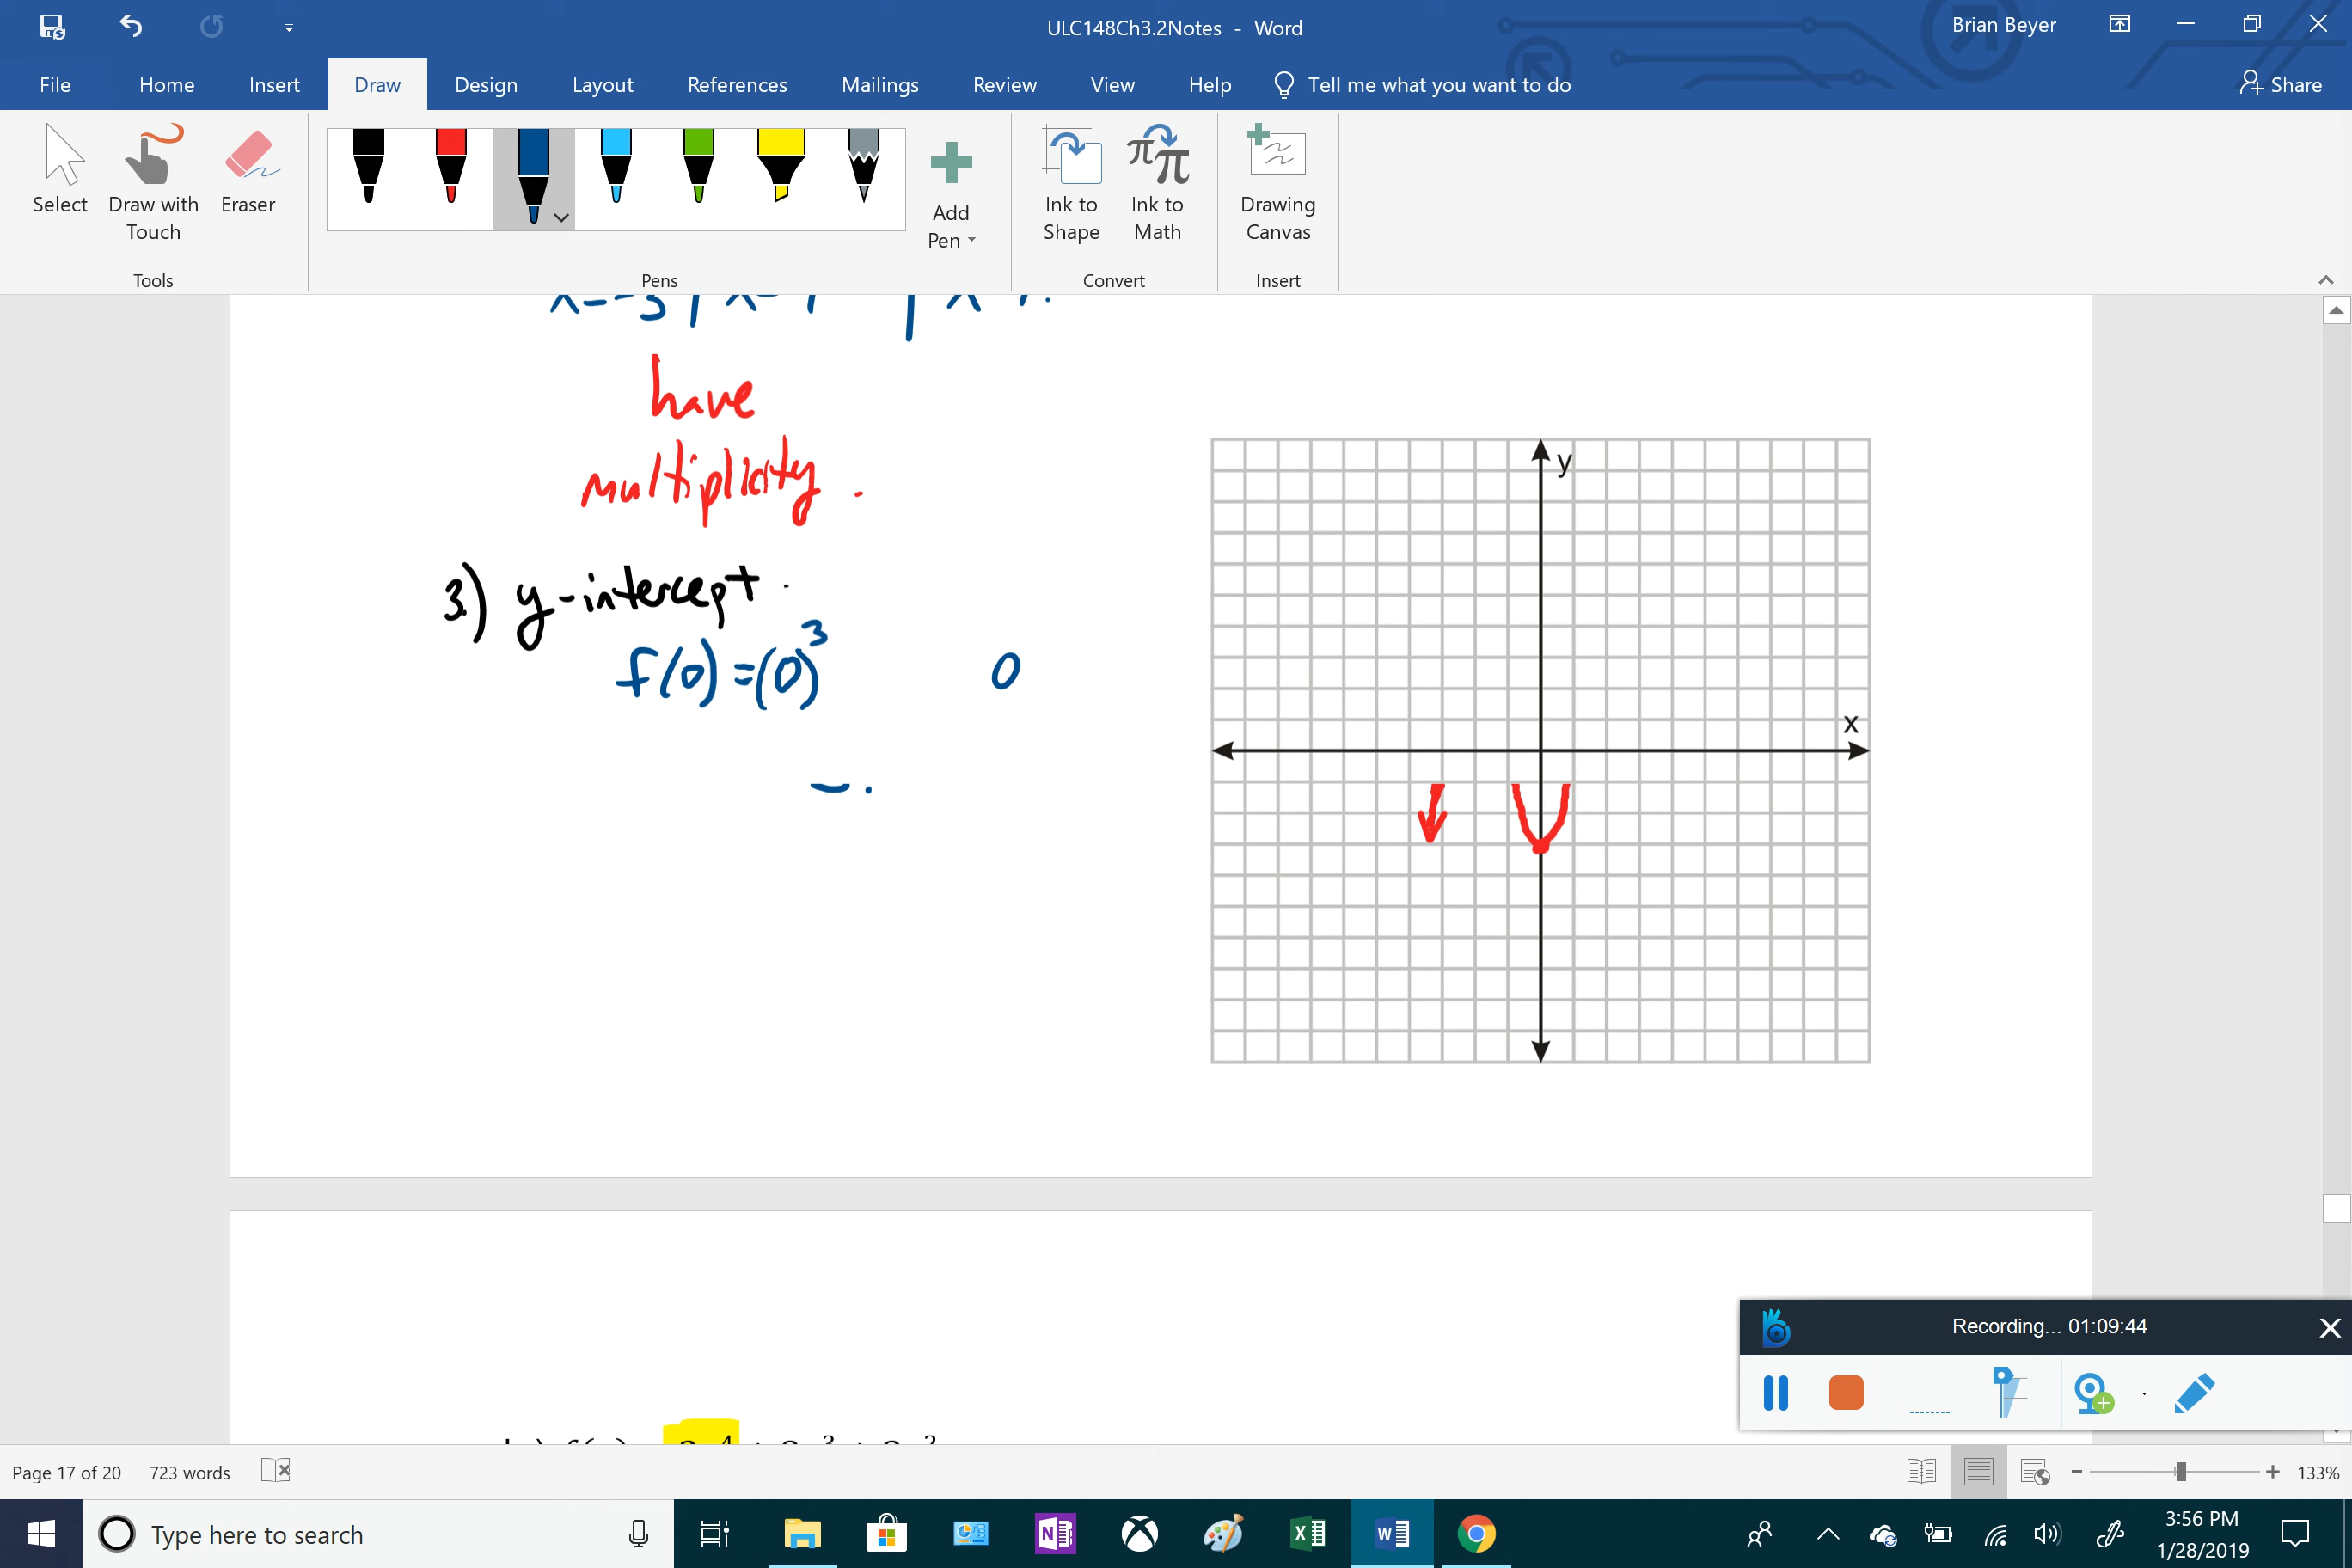 ULC148Ch3.2Notes - Word
Brian Beyer
File Home Insert Draw Design Layout References Mailings Review View Help Tell me what you want to do Share
Select Draw with Touch Eraser Add Pen Ink to Shape Ink to Math Drawing Canvas
Tools Pens Convert Insert
have
multiplicity.
3) y-intercept.
f(0) = (0)³ 0
y
x
Recording... 01:09:44
Page 17 of 20 723 words 133%
Type here to search
3:56 PM
1/28/2019